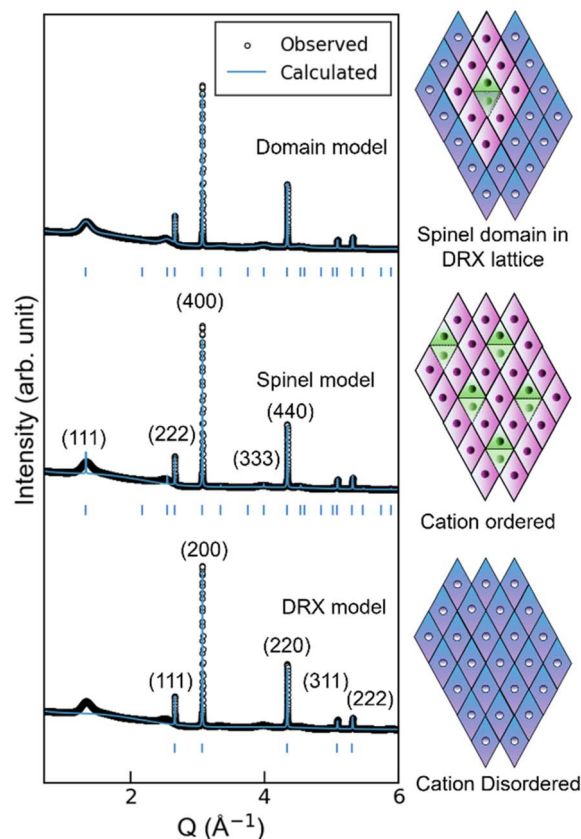 Observed
Calculated
Domain model
Spinel domain in
DRX lattice
(400)
Spinel model
(111)
(222)
(440)
(333)
Cation ordered
(200)
DRX model
(111)
(220)
(311)
(222)
Cation Disordered
Intensity (arb. unit)
2
4
6
Q (Å⁻¹)